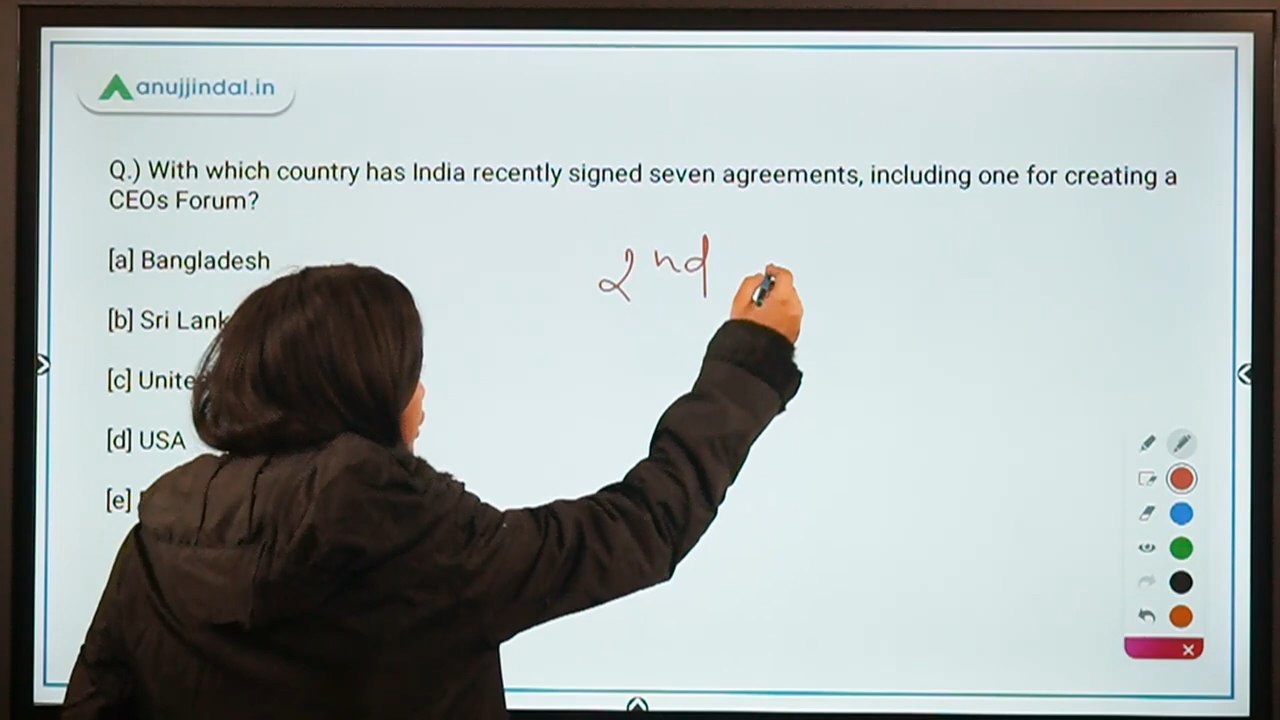 anujjindal.in
Q.) With which country has India recently signed seven agreements, including one for creating a
CEOs Forum?
2nd
[a] Bangladesh
[b] Sri Lank
[c] Unite
[d] USA
[e]